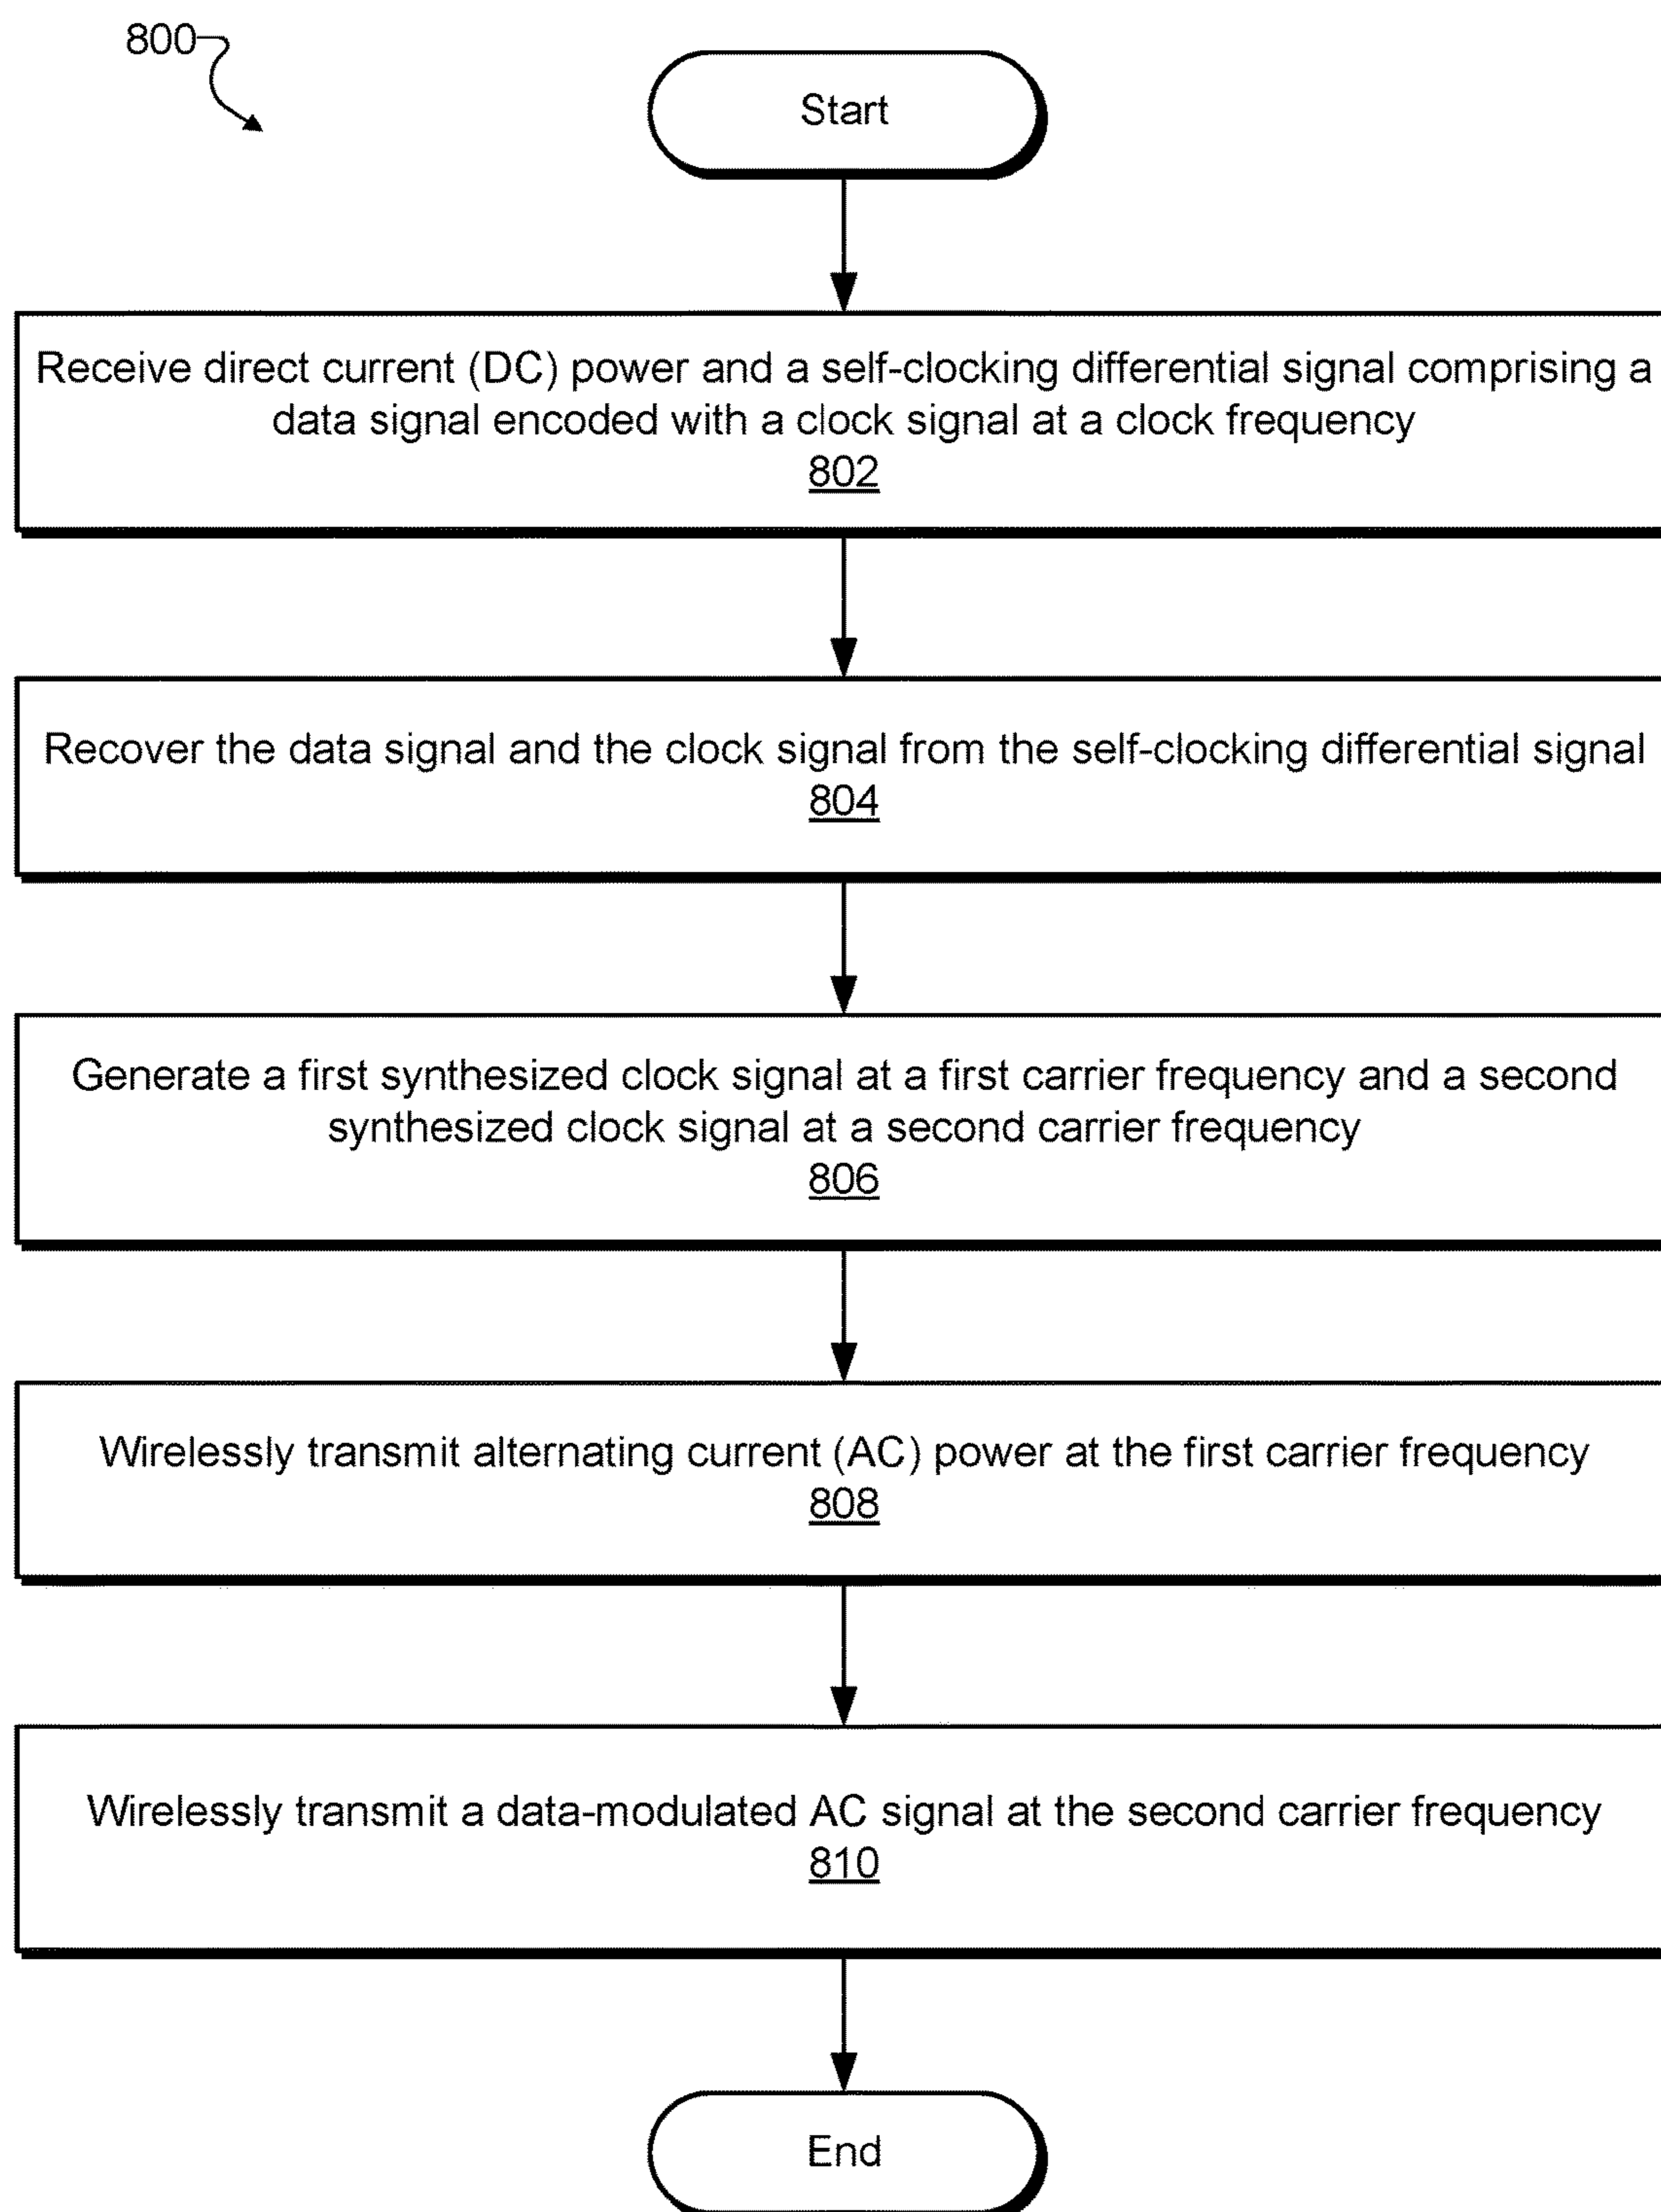 800
Start
Receive direct current (DC) power and a self-clocking differential signal comprising a
data signal encoded with a clock signal at a clock frequency
802
Recover the data signal and the clock signal from the self-clocking differential signal
804
Generate a first synthesized clock signal at a first carrier frequency and a second
synthesized clock signal at a second carrier frequency
806
Wirelessly transmit alternating current (AC) power at the first carrier frequency
808
Wirelessly transmit a data-modulated AC signal at the second carrier frequency
810
End